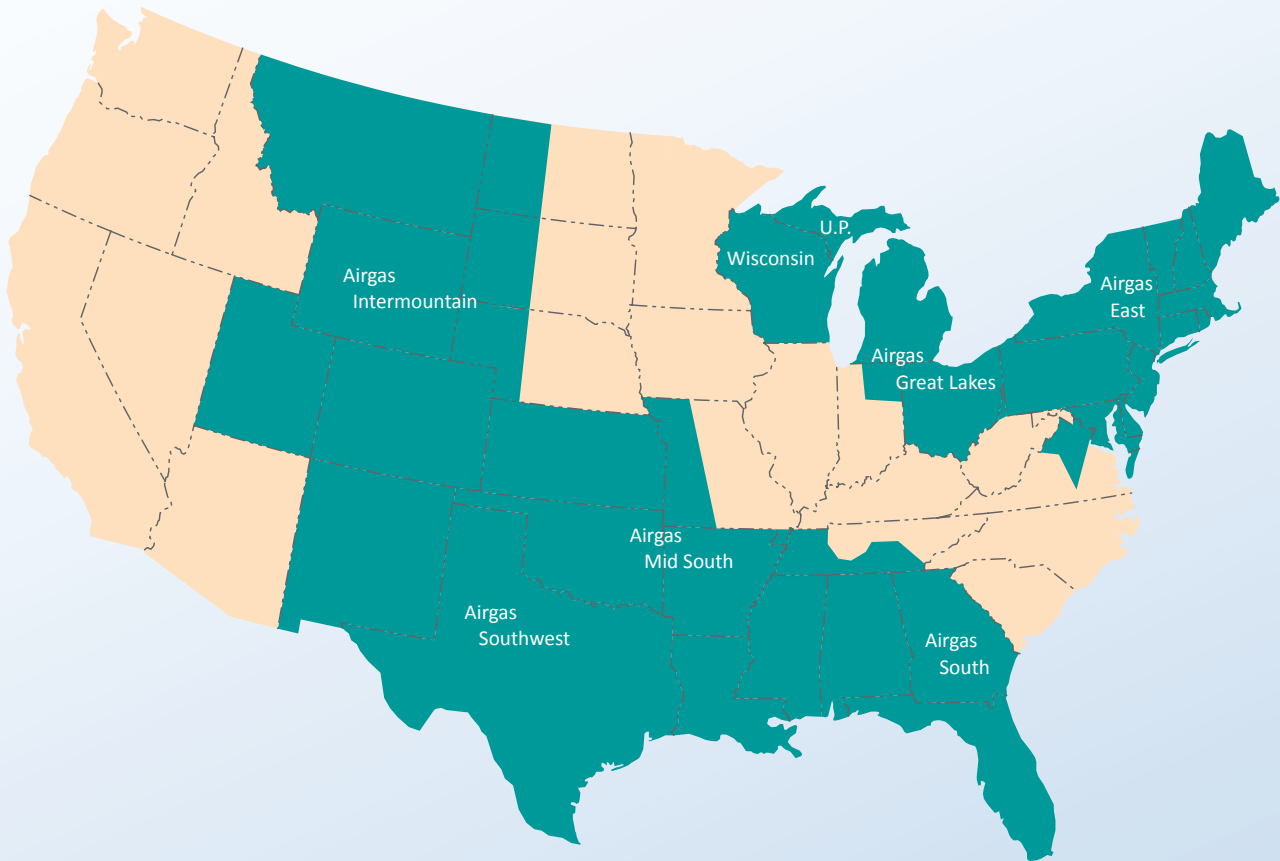 U.P.
Wisconsin
Airgas
Intermountain
Airgas
East
Airgas
Great Lakes
Airgas
Mid South
Airgas
Southwest
Airgas
South